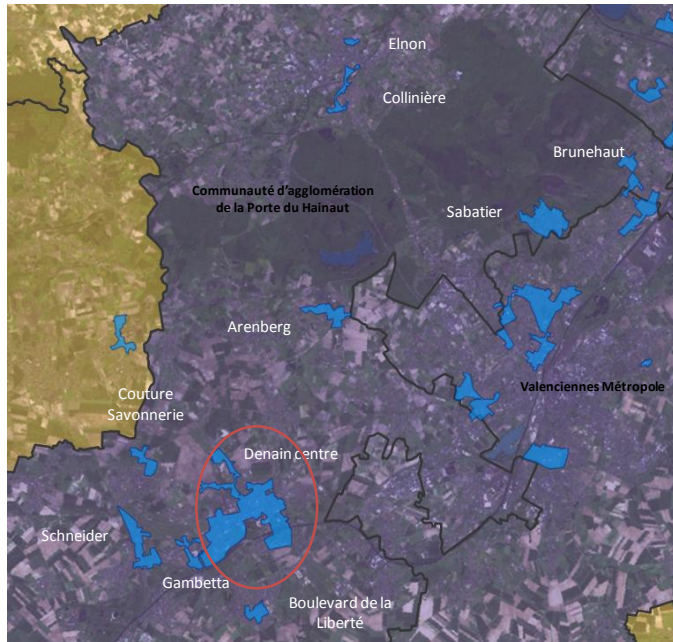 Elnon
Collinière
Brunehaut
Communauté d'agglomération
de la Porte du Hainaut
Sabatier
Arenberg
Valenciennes Métropole
Couture
Savonnerie
Denain centre
Schneider
Gambetta
Boulevard de la
Liberté